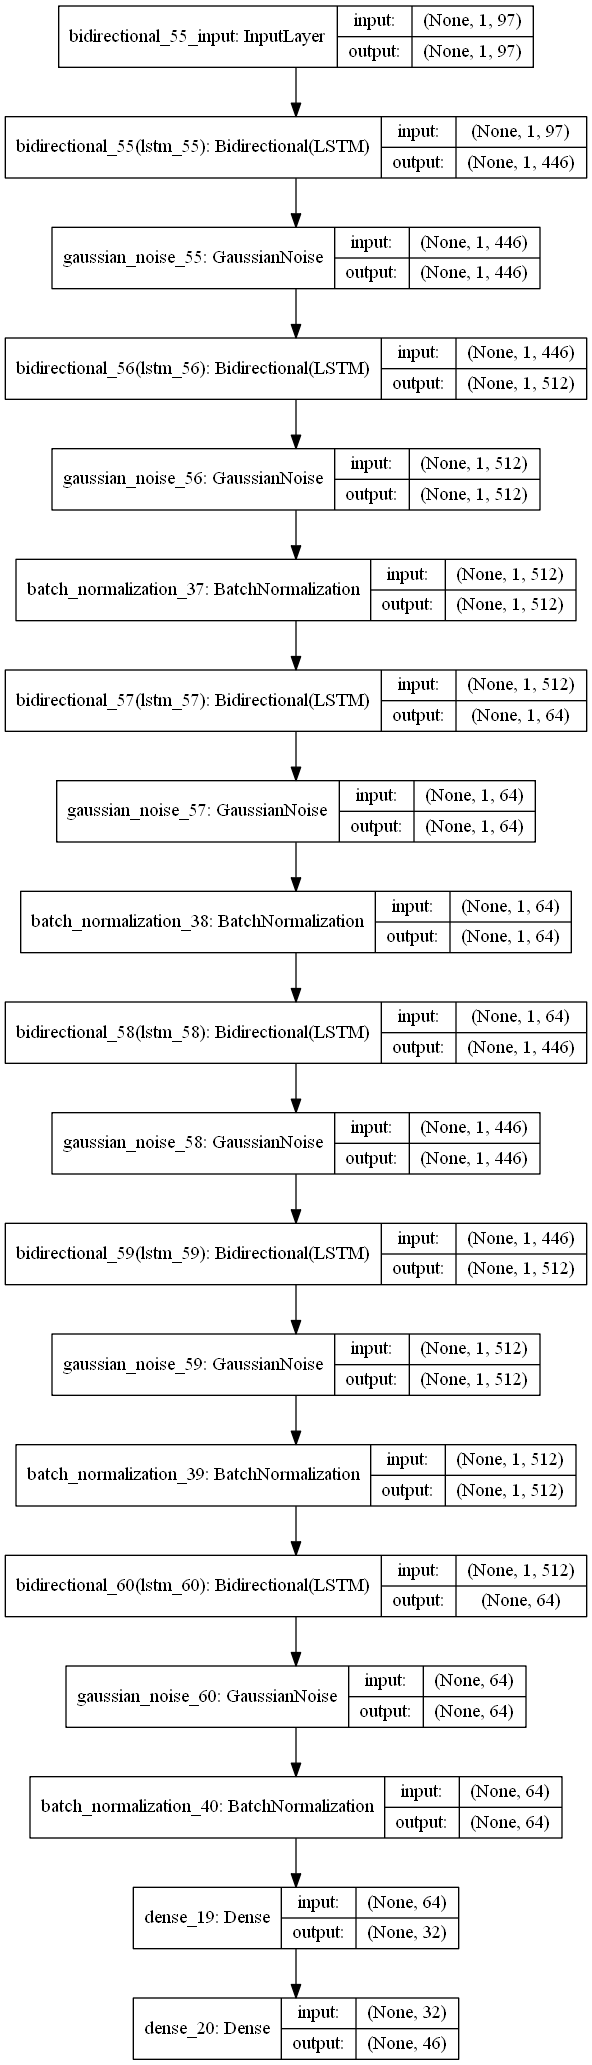 bidirectional_55_input: InputLayer
input: (None, 1, 97)
output: (None, 1, 97)
bidirectional_55(lstm_55): Bidirectional(LSTM)
input: (None, 1, 97)
output: (None, 1, 446)
gaussian_noise_55: GaussianNoise
input: (None, 1, 446)
output: (None, 1, 446)
bidirectional_56(lstm_56): Bidirectional(LSTM)
input: (None, 1, 446)
output: (None, 1, 512)
gaussian_noise_56: GaussianNoise
input: (None, 1, 512)
output: (None, 1, 512)
batch_normalization_37: BatchNormalization
input: (None, 1, 512)
output: (None, 1, 512)
bidirectional_57(lstm_57): Bidirectional(LSTM)
input: (None, 1, 512)
output: (None, 1, 64)
gaussian_noise_57: GaussianNoise
input: (None, 1, 64)
output: (None, 1, 64)
batch_normalization_38: BatchNormalization
input: (None, 1, 64)
output: (None, 1, 64)
bidirectional_58(lstm_58): Bidirectional(LSTM)
input: (None, 1, 64)
output: (None, 1, 446)
gaussian_noise_58: GaussianNoise
input: (None, 1, 446)
output: (None, 1, 446)
bidirectional_59(lstm_59): Bidirectional(LSTM)
input: (None, 1, 446)
output: (None, 1, 512)
gaussian_noise_59: GaussianNoise
input: (None, 1, 512)
output: (None, 1, 512)
batch_normalization_39: BatchNormalization
input: (None, 1, 512)
output: (None, 1, 512)
bidirectional_60(lstm_60): Bidirectional(LSTM)
input: (None, 1, 512)
output: (None, 64)
gaussian_noise_60: GaussianNoise
input: (None, 64)
output: (None, 64)
batch_normalization_40: BatchNormalization
input: (None, 64)
output: (None, 64)
dense_19: Dense
input: (None, 64)
output: (None, 32)
dense_20: Dense
input: (None, 32)
output: (None, 46)